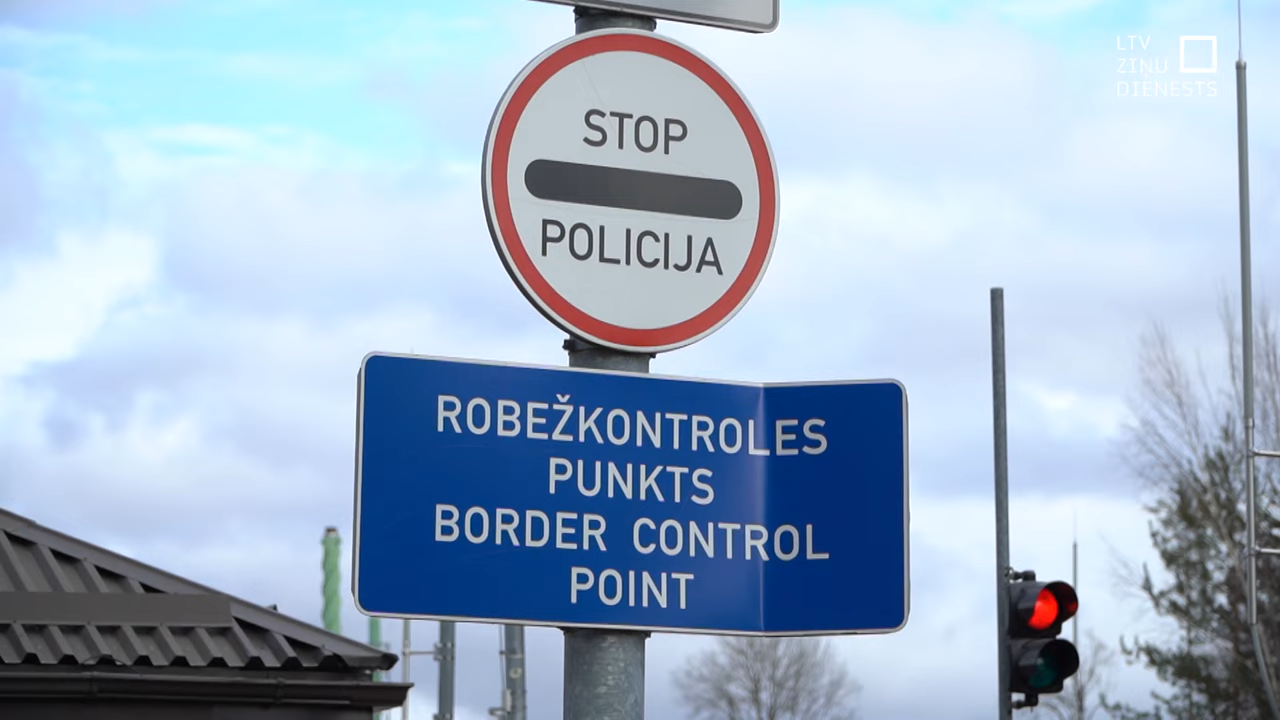 LTV
ZIŅU
DIENESTS
STOP
POLICIJA
ROBEŽKONTROLES
PUNKTS
BORDER CONTROL
POINT